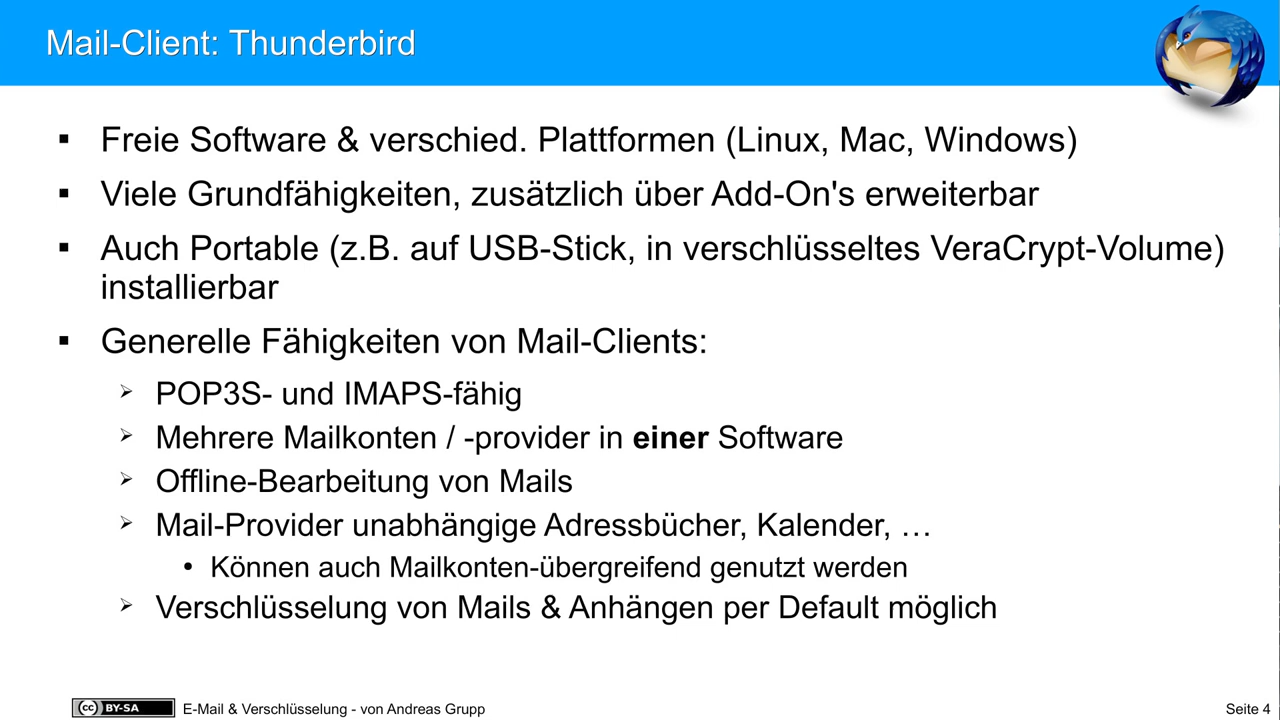 Mail-Client: Thunderbird
▪ Freie Software & verschied. Plattformen (Linux, Mac, Windows)
▪ Viele Grundfähigkeiten, zusätzlich über Add-On's erweiterbar
▪ Auch Portable (z.B. auf USB-Stick, in verschlüsseltes VeraCrypt-Volume)
installierbar
▪ Generelle Fähigkeiten von Mail-Clients:
➢ POP3S- und IMAPS-fähig
➢ Mehrere Mailkonten / -provider in einer Software
➢ Offline-Bearbeitung von Mails
➢ Mail-Provider unabhängige Adressbücher, Kalender, …
• Können auch Mailkonten-übergreifend genutzt werden
➢ Verschlüsselung von Mails & Anhängen per Default möglich
cc BY-SA E-Mail & Verschlüsselung - von Andreas Grupp Seite 4